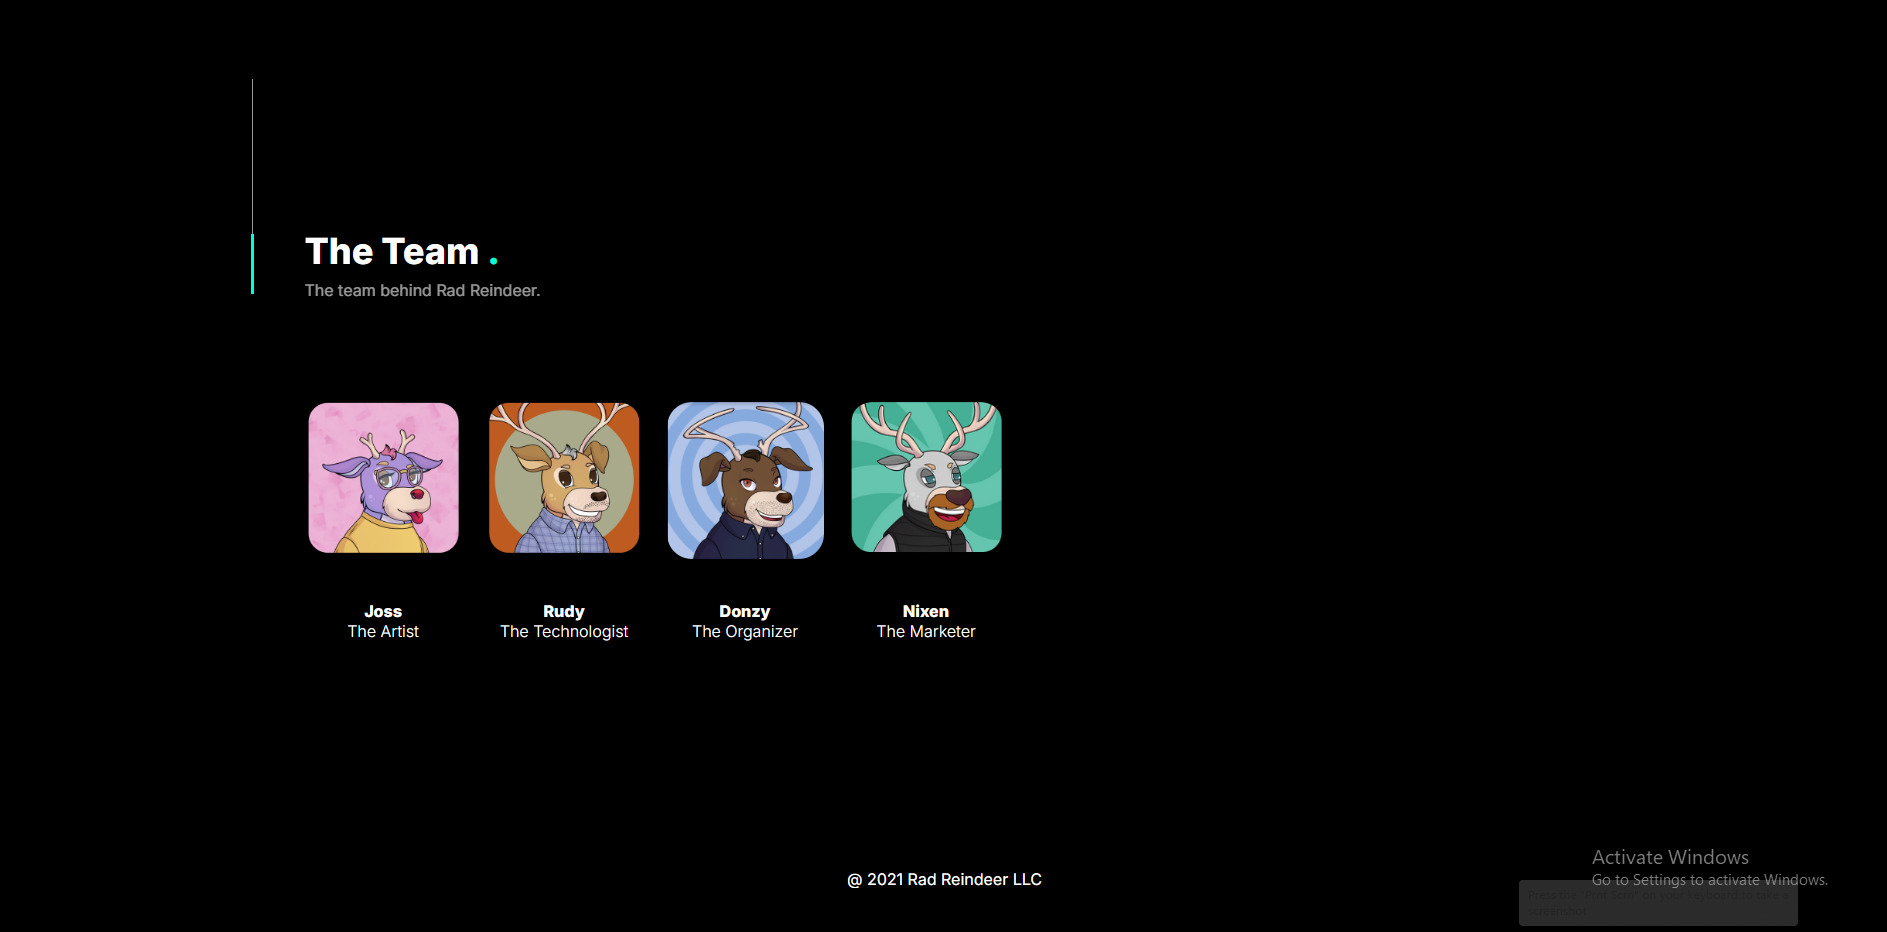 The Team .
The team behind Rad Reindeer.
Joss
The Artist
Rudy
The Technologist
Donzy
The Organizer
Nixen
The Marketer
@ 2021 Rad Reindeer LLC
Activate Windows
Go to Settings to activate Windows.